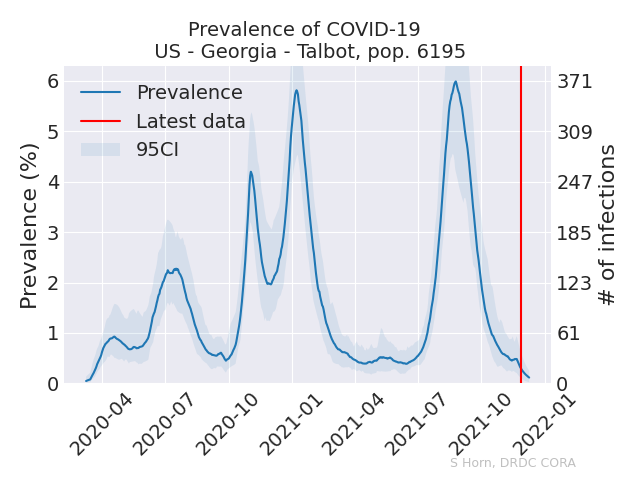 Prevalence of COVID-19
US - Georgia - Talbot, pop. 6195
Prevalence
Latest data
95CI
Prevalence (%)
6
5
4
3
2
1
0
371
309
247
185
123
61
0
# of infections
2020-04
2020-07
2020-10
2021-01
2021-04
2021-07
2021-10
2022-01
S Horn, DRDC CORA